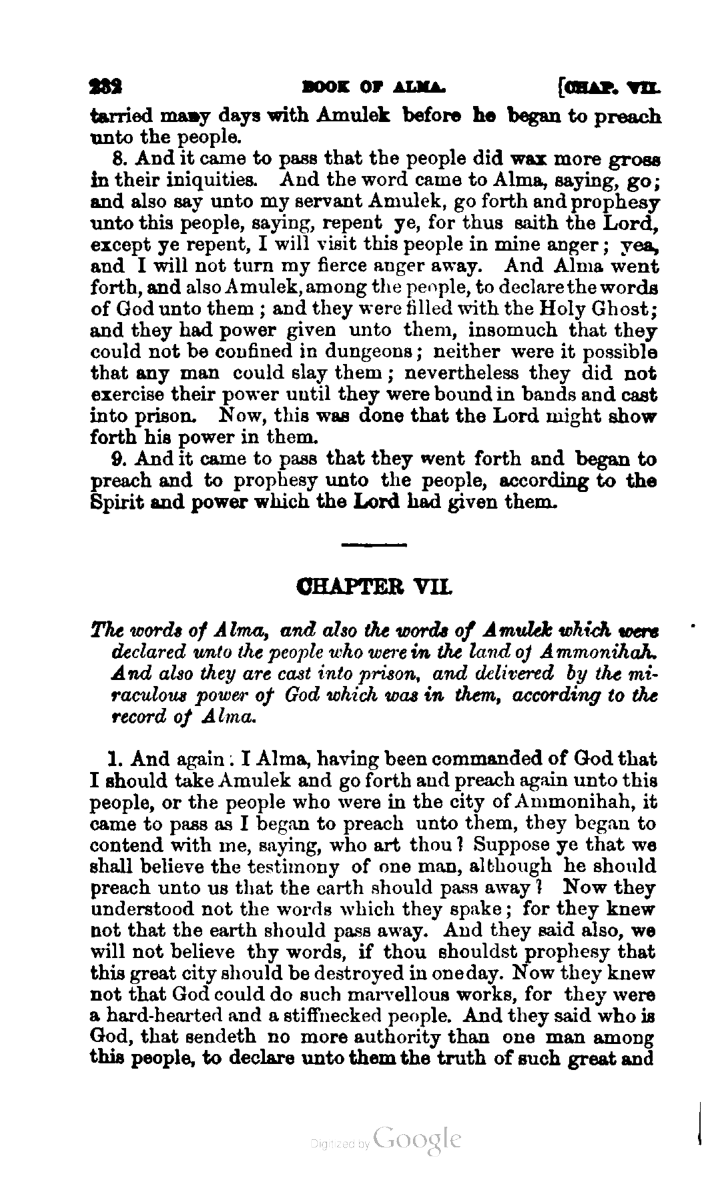 232 BOOK OF ALMA. [CHAP. VII.
tarried many days with Amulek before he began to preach
unto the people.
8. And it came to pass that the people did wax more gross
in their iniquities. And the word came to Alma, saying, go;
and also say unto my servant Amulek, go forth and prophesy
unto this people, saying, repent ye, for thus saith the Lord,
except ye repent, I will visit this people in mine anger; yea,
and I will not turn my fierce anger away. And Alma went
forth, and also Amulek, among the people, to declare the words
of God unto them; and they were filled with the Holy Ghost;
and they had power given unto them, insomuch that they
could not be confined in dungeons; neither were it possible
that any man could slay them; nevertheless they did not
exercise their power until they were bound in bands and cast
into prison. Now, this was done that the Lord might show
forth his power in them.
9. And it came to pass that they went forth and began to
preach and to prophesy unto the people, according to the
Spirit and power which the Lord had given them.
CHAPTER VII.
The words of Alma, and also the words of Amulek which were
declared unto the people who were in the land of Ammonihah.
And also they are cast into prison, and delivered by the mi-
raculous power of God which was in them, according to the
record of Alma.
1. And again: I Alma, having been commanded of God that
I should take Amulek and go forth and preach again unto this
people, or the people who were in the city of Ammonihah, it
came to pass as I began to preach unto them, they began to
contend with me, saying, who art thou? Suppose ye that we
shall believe the testimony of one man, although he should
preach unto us that the earth should pass away? Now they
understood not the words which they spake; for they knew
not that the earth should pass away. And they said also, we
will not believe thy words, if thou shouldst prophesy that
this great city should be destroyed in one day. Now they knew
not that God could do such marvellous works, for they were
a hard-hearted and a stiffnecked people. And they said who is
God, that sendeth no more authority than one man among
this people, to declare unto them the truth of such great and
Digitized by Google